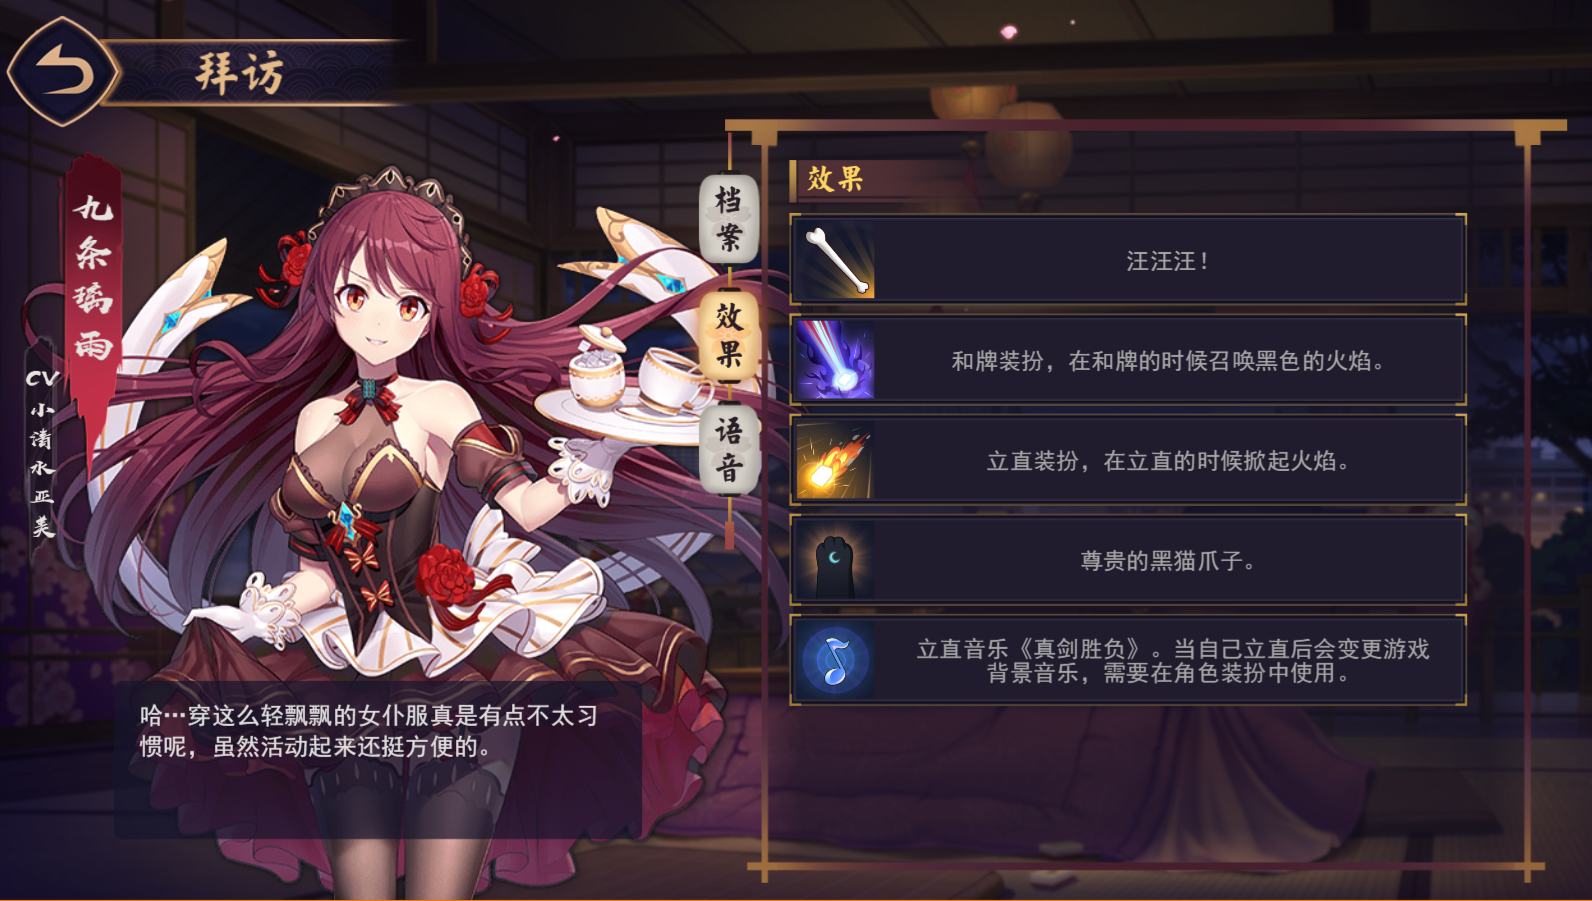 拜访
九条璃雨
CV
小清水亚美
档案
效果
语音
效果
汪汪汪！
和牌装扮，在和牌的时候召唤黑色的火焰。
立直装扮，在立直的时候掀起火焰。
尊贵的黑猫爪子。
立直音乐《真剑胜负》。当自己立直后会变更游戏
背景音乐，需要在角色装扮中使用。
哈…穿这么轻飘飘的女仆服真是有点不太习
惯呢，虽然活动起来还挺方便的。